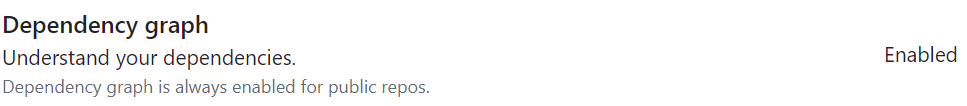 Dependency graph
Understand your dependencies.
Enabled
Dependency graph is always enabled for public repos.